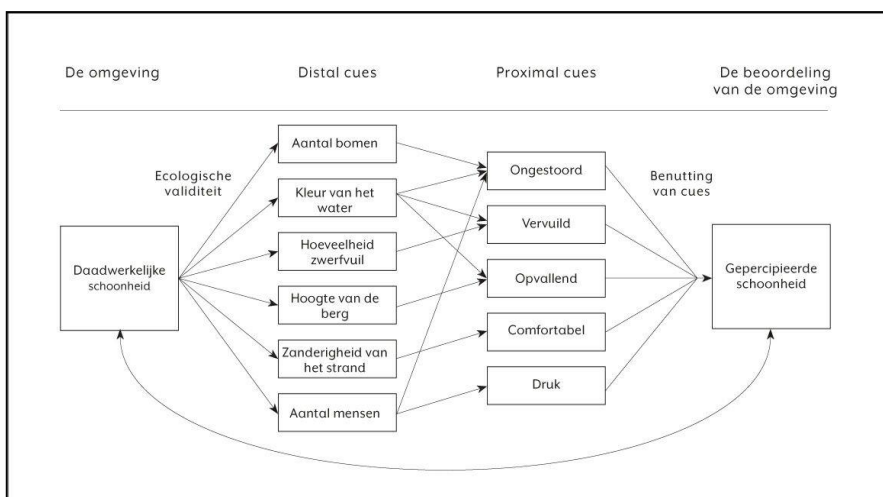 De omgeving
Distal cues
Proximal cues
De beoordeling
van de omgeving
Ecologische
validiteit
Benutting
van cues
Daadwerkelijke
schoonheid
Aantal bomen
Kleur van het
water
Hoeveelheid
zwerfvuil
Hoogte van de
berg
Zanderigheid van
het strand
Aantal mensen
Ongestoord
Vervuild
Opvallend
Comfortabel
Druk
Gepercipieerde
schoonheid